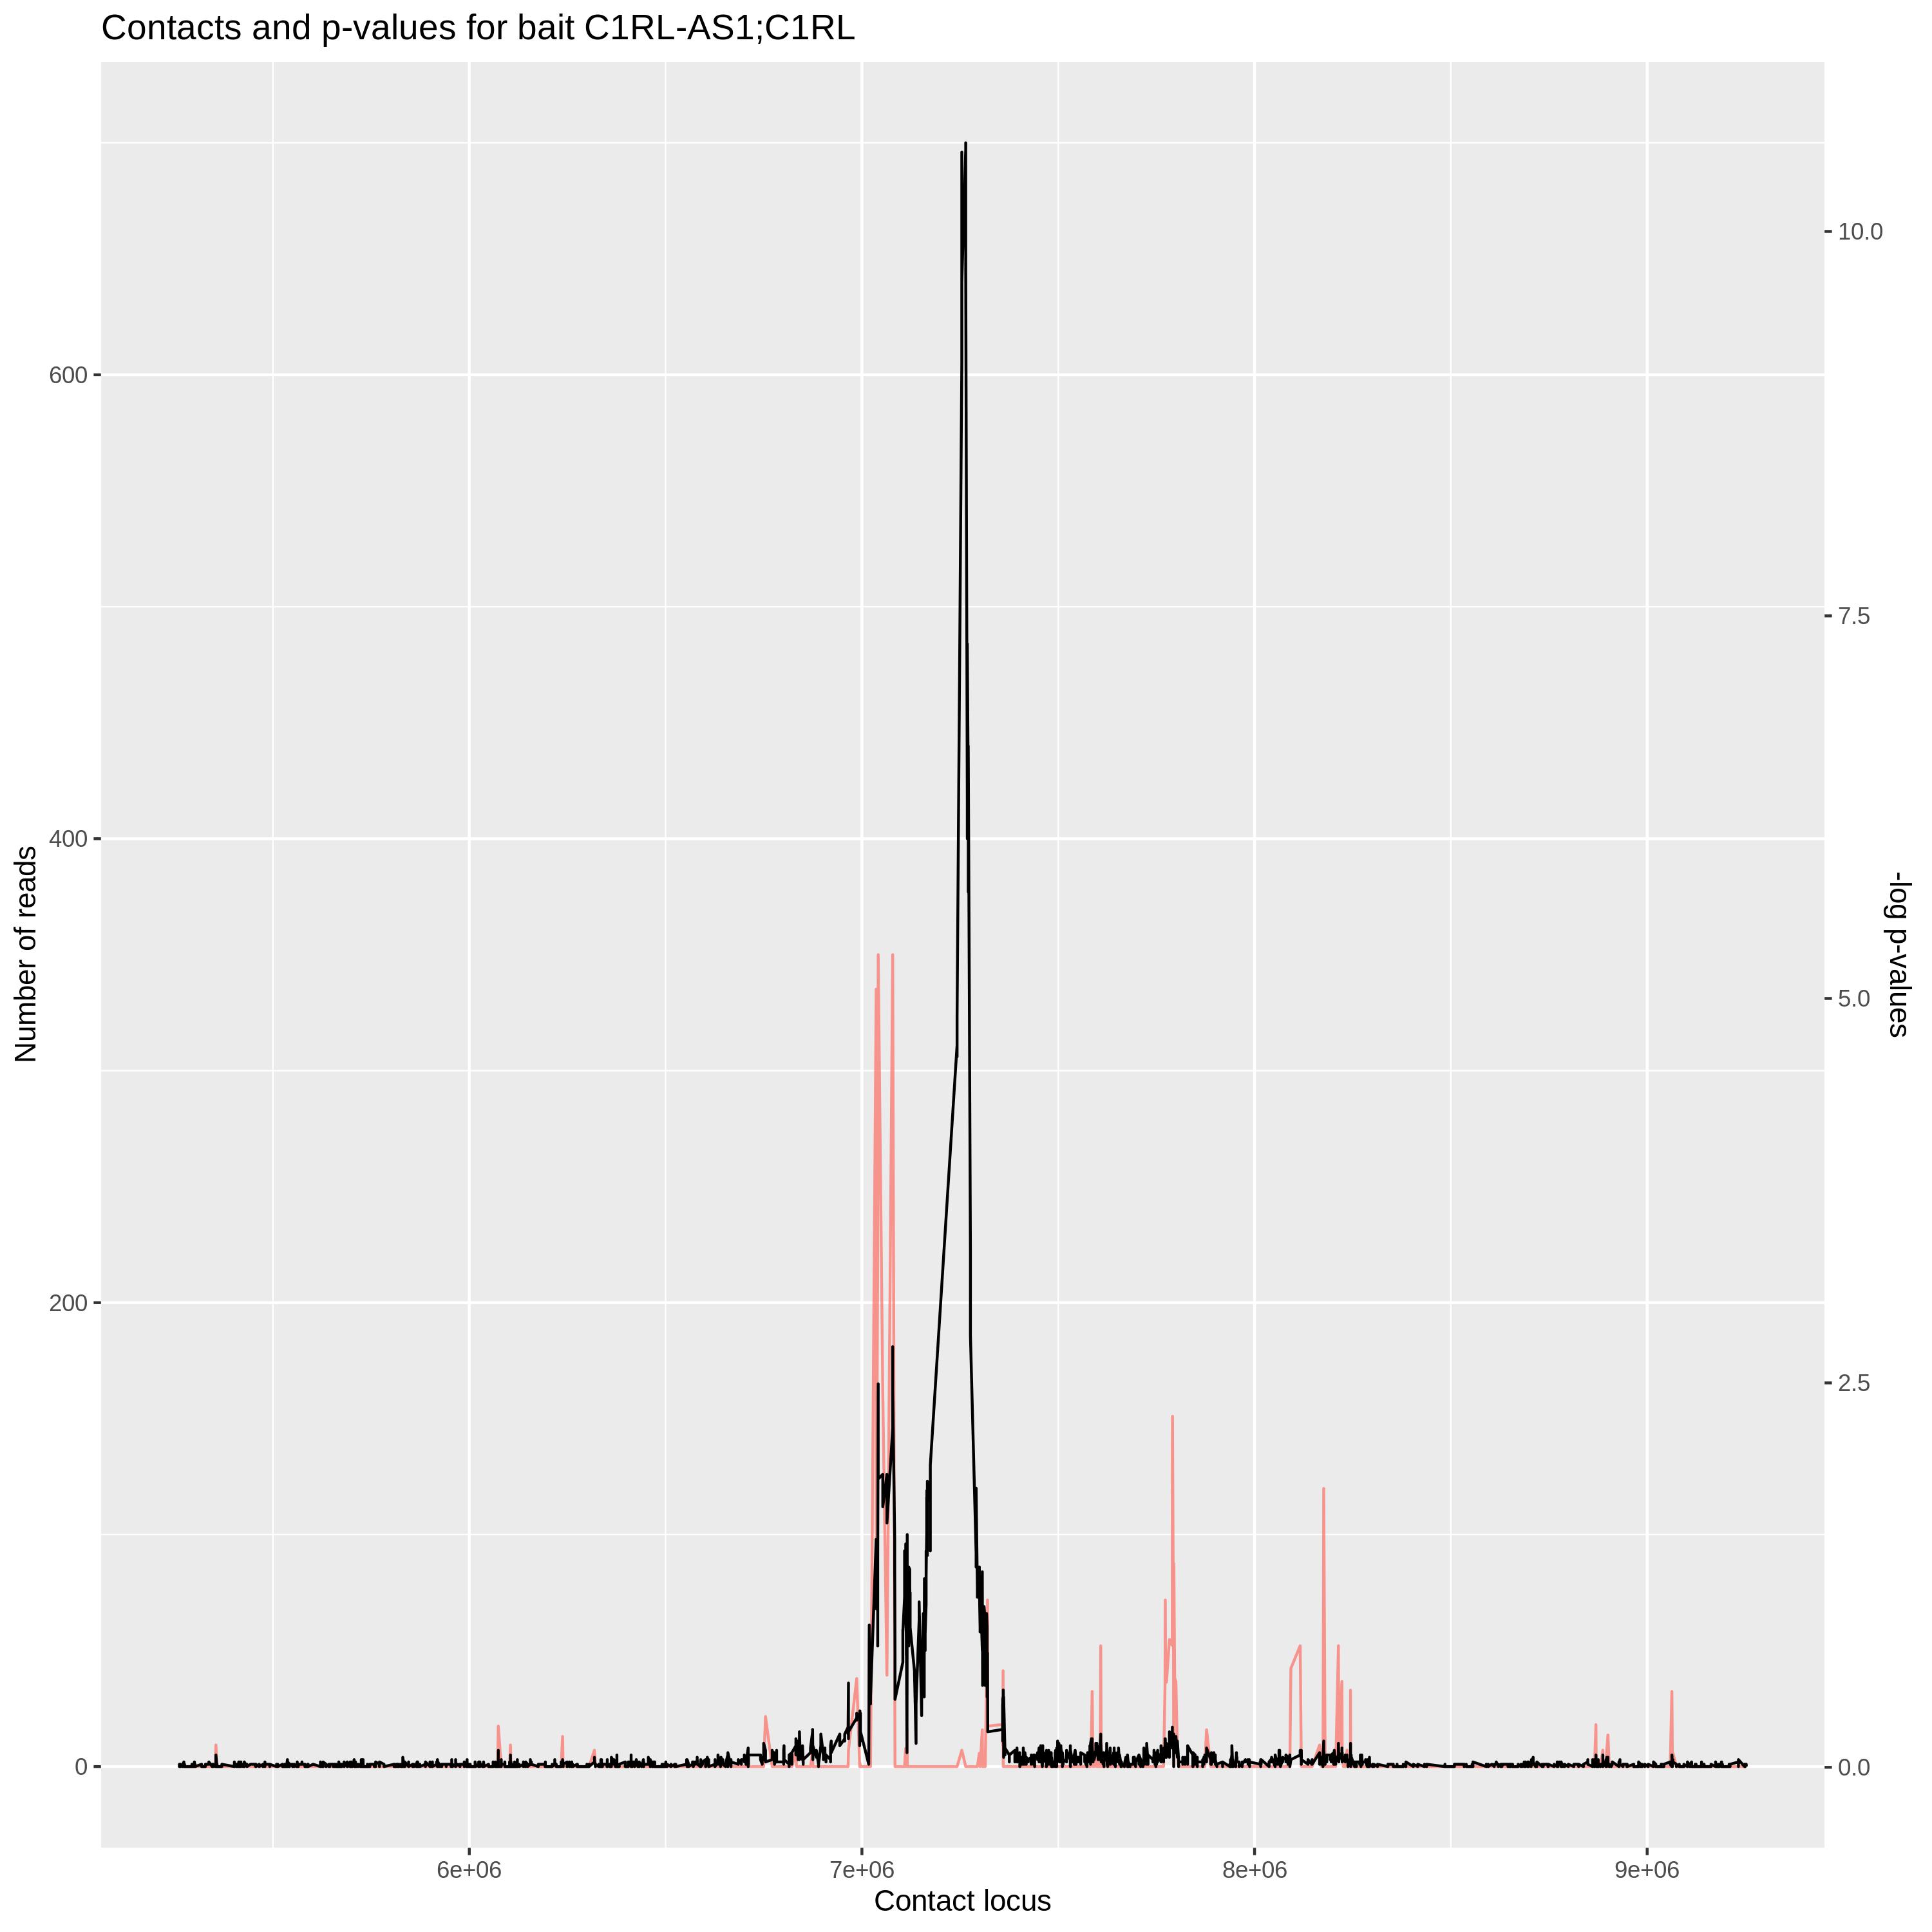 Contacts and p-values for bait C1RL-AS1;C1RL
600
400
200
0
Number of reads
10.0
7.5
5.0
2.5
0.0
-log p-values
6e+06
7e+06
8e+06
9e+06
Contact locus